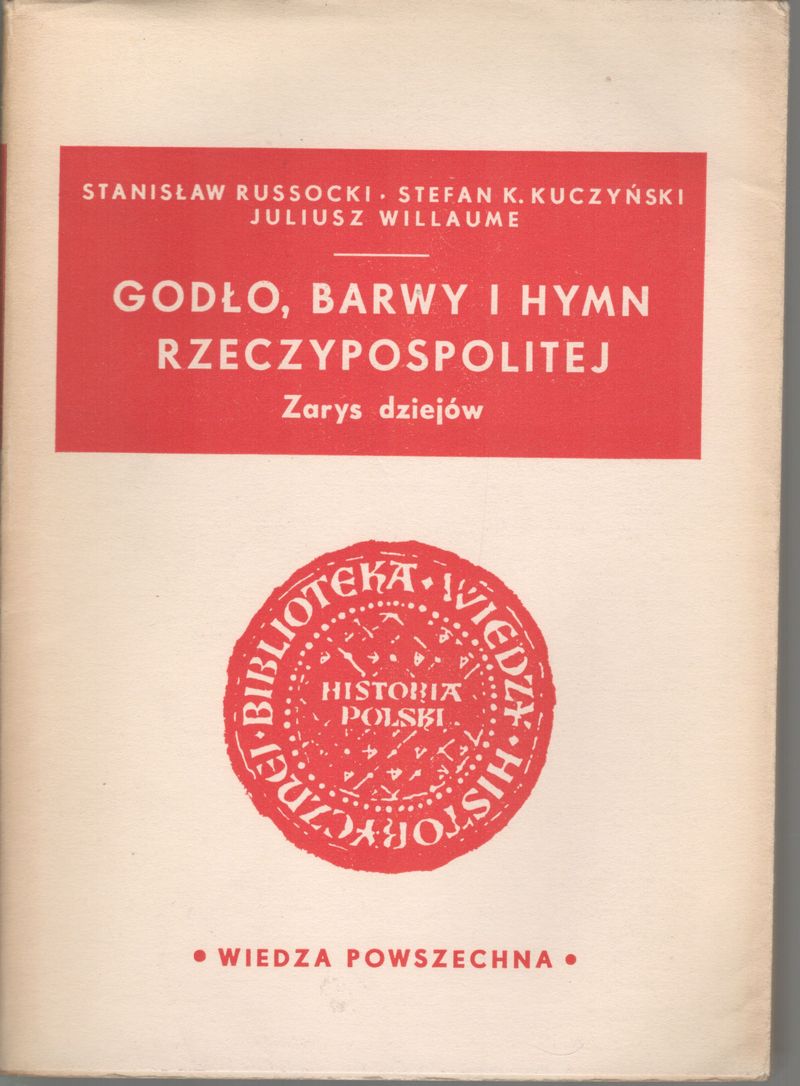 STANISŁAW RUSSOCKI · STEFAN K. KUCZYŃSKI
JULIUSZ WILLAUME
GODŁO, BARWY I HYMN
RZECZYPOSPOLITEJ
Zarys dziejów
BIBLIOTEKA · WIEDZY · HISTORYCZNEJ ·
HISTORIA
POLSKI
• WIEDZA POWSZECHNA •